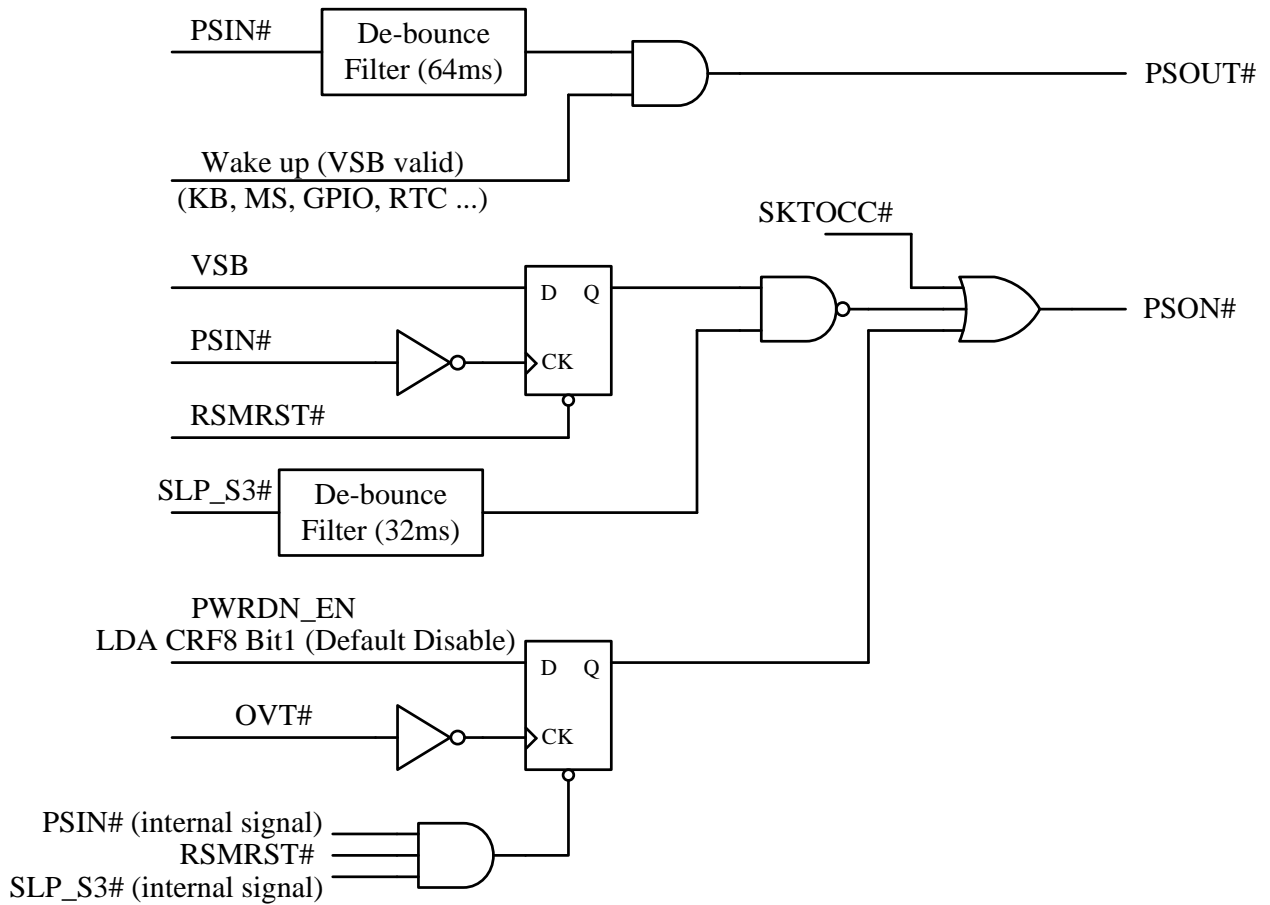 PSIN#
De-bounce
Filter (64ms)
PSOUT#
Wake up (VSB valid)
(KB, MS, GPIO, RTC ...)
SKTOCC#
VSB
D Q
PSON#
PSIN#
CK
RSMRST#
SLP_S3#
De-bounce
Filter (32ms)
PWRDN_EN
LDA CRF8 Bit1 (Default Disable)
D Q
OVT#
CK
PSIN# (internal signal)
RSMRST#
SLP_S3# (internal signal)